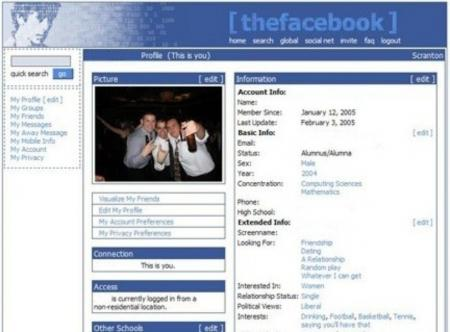 [ thefacebook ]
home search global social net invite faq logout
quick search go
My Profile [ edit ]
My Groups
My Friends
My Messages
My Away Message
My Mobile Info
My Account
My Privacy
Profile (This is you) Scranton
Picture [ edit ]
Visualize My Friends
Edit My Profile
My Account Preferences
My Privacy Preferences
Connection
This is you.
Access
is currently logged in from a
non-residential location.
Other Schools [ edit ]
Information [ edit ]
Account Info:
Name:
Member Since: January 12, 2005
Last Update: February 3, 2005
Basic Info: [ edit ]
Email:
Status: Alumnus/Alumna
Sex: Male
Year: 2004
Concentration: Computing Sciences
Mathematics
Phone:
High School:
Extended Info: [ edit ]
Screenname:
Looking For: Friendship
Dating
A Relationship
Random play
Whatever I can get
Interested In: Women
Relationship Status: Single
Political Views: Liberal
Interests: Drinking, Football, Basketball, Tennis,
saying you'll have that